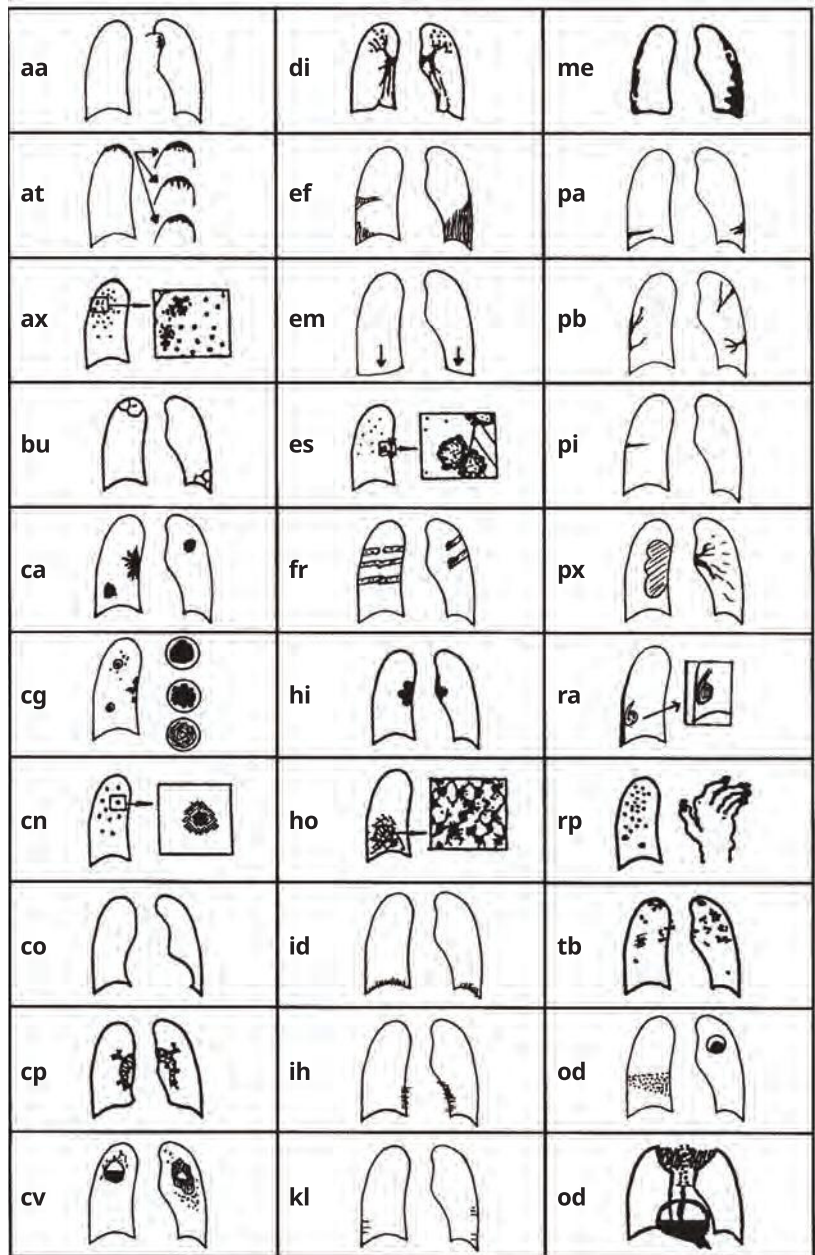 aa di me
at ef pa
ax em pb
bu es pi
ca fr px
cg hi ra
cn ho rp
co id tb
cp ih od
cv kl od